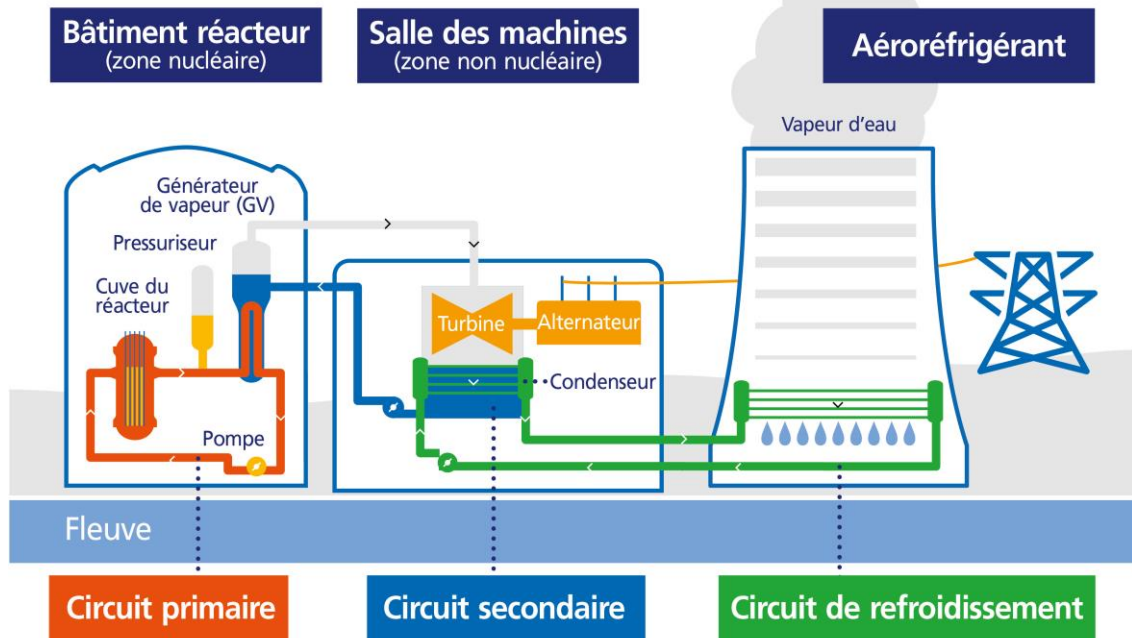 Bâtiment réacteur
(zone nucléaire)
Salle des machines
(zone non nucléaire)
Aéroréfrigérant
Vapeur d'eau
Générateur
de vapeur (GV)
Pressuriseur
Cuve du
réacteur
Turbine
Alternateur
Condenseur
Pompe
Fleuve
Circuit primaire
Circuit secondaire
Circuit de refroidissement